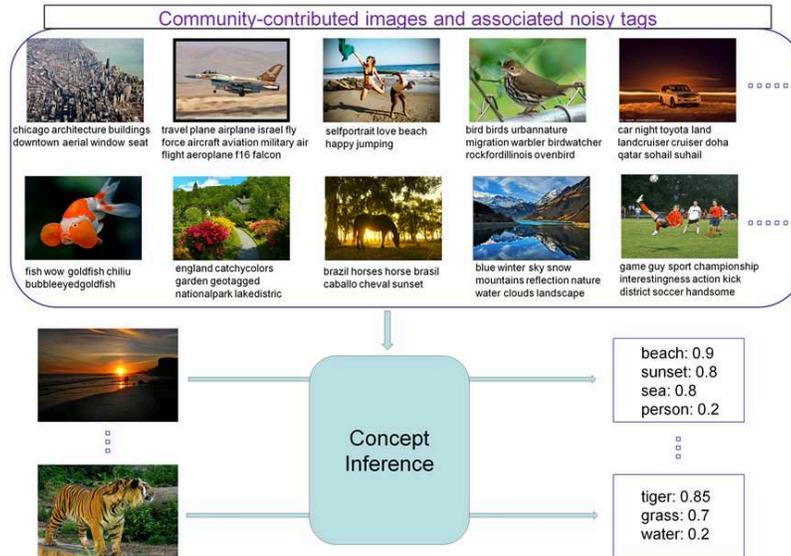 Community-contributed images and associated noisy tags
chicago architecture buildings
downtown aerial window seat
travel plane airplane israel fly
force aircraft aviation military air
flight aeroplane f16 falcon
selfportrait love beach
happy jumping
bird birds urbannature
migration warbler birdwatcher
rockfordillinois ovenbird
car night toyota land
landcruiser cruiser doha
qatar sohail suhail
fish wow goldfish chiliu
bubbleeyedgoldfish
england catchycolors
garden geotagged
nationalpark lakedistric
brazil horses horse brasil
caballo cheval sunset
blue winter sky snow
mountains reflection nature
water clouds landscape
game guy sport championship
interestingness action kick
district soccer handsome
beach: 0.9
sunset: 0.8
sea: 0.8
person: 0.2
Concept
Inference
tiger: 0.85
grass: 0.7
water: 0.2